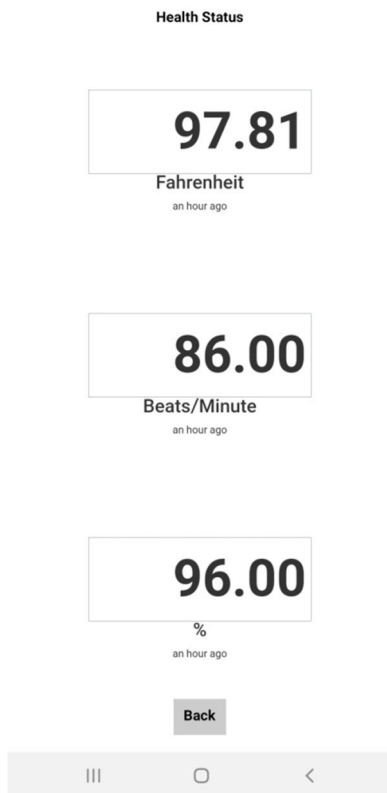 Health Status
97.81
Fahrenheit
an hour ago
86.00
Beats/Minute
an hour ago
96.00
%
an hour ago
Back